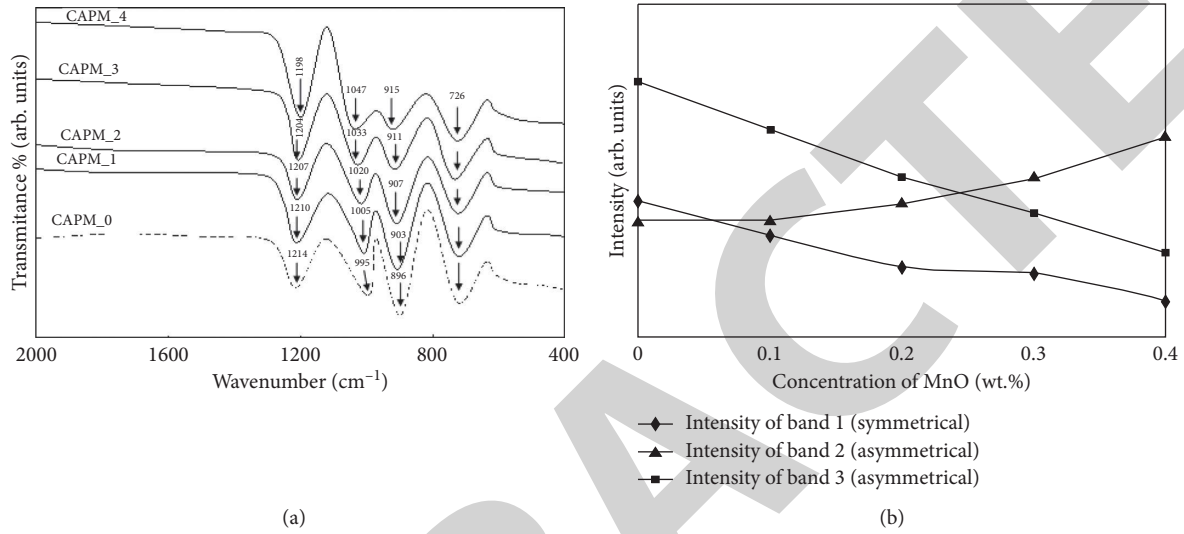 CAPM_4
CAPM_3
CAPM_2
CAPM_1
CAPM_0
1198
1047
915
726
1204
1033
911
1207
1020
907
1210
1005
903
1214
995
896
Transmitance % (arb. units)
2000
1600
1200
800
400
Wavenumber (cm⁻¹)
(a)
Intensity (arb. units)
0
0.1
0.2
0.3
0.4
Concentration of MnO (wt.%)
Intensity of band 1 (symmetrical)
Intensity of band 2 (asymmetrical)
Intensity of band 3 (asymmetrical)
(b)